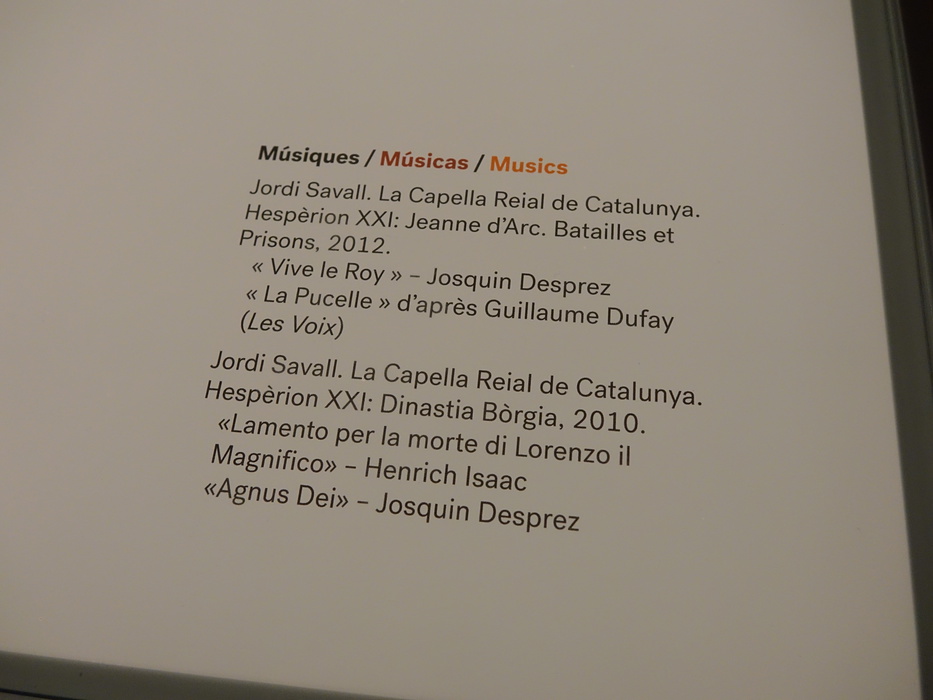 Músiques / Músicas / Musics
Jordi Savall. La Capella Reial de Catalunya.
Hespèrion XXI: Jeanne d'Arc. Batailles et
Prisons, 2012.
« Vive le Roy » – Josquin Desprez
« La Pucelle » d'après Guillaume Dufay
(Les Voix)
Jordi Savall. La Capella Reial de Catalunya.
Hespèrion XXI: Dinastia Bòrgia, 2010.
«Lamento per la morte di Lorenzo il
Magnifico» – Henrich Isaac
«Agnus Dei» – Josquin Desprez